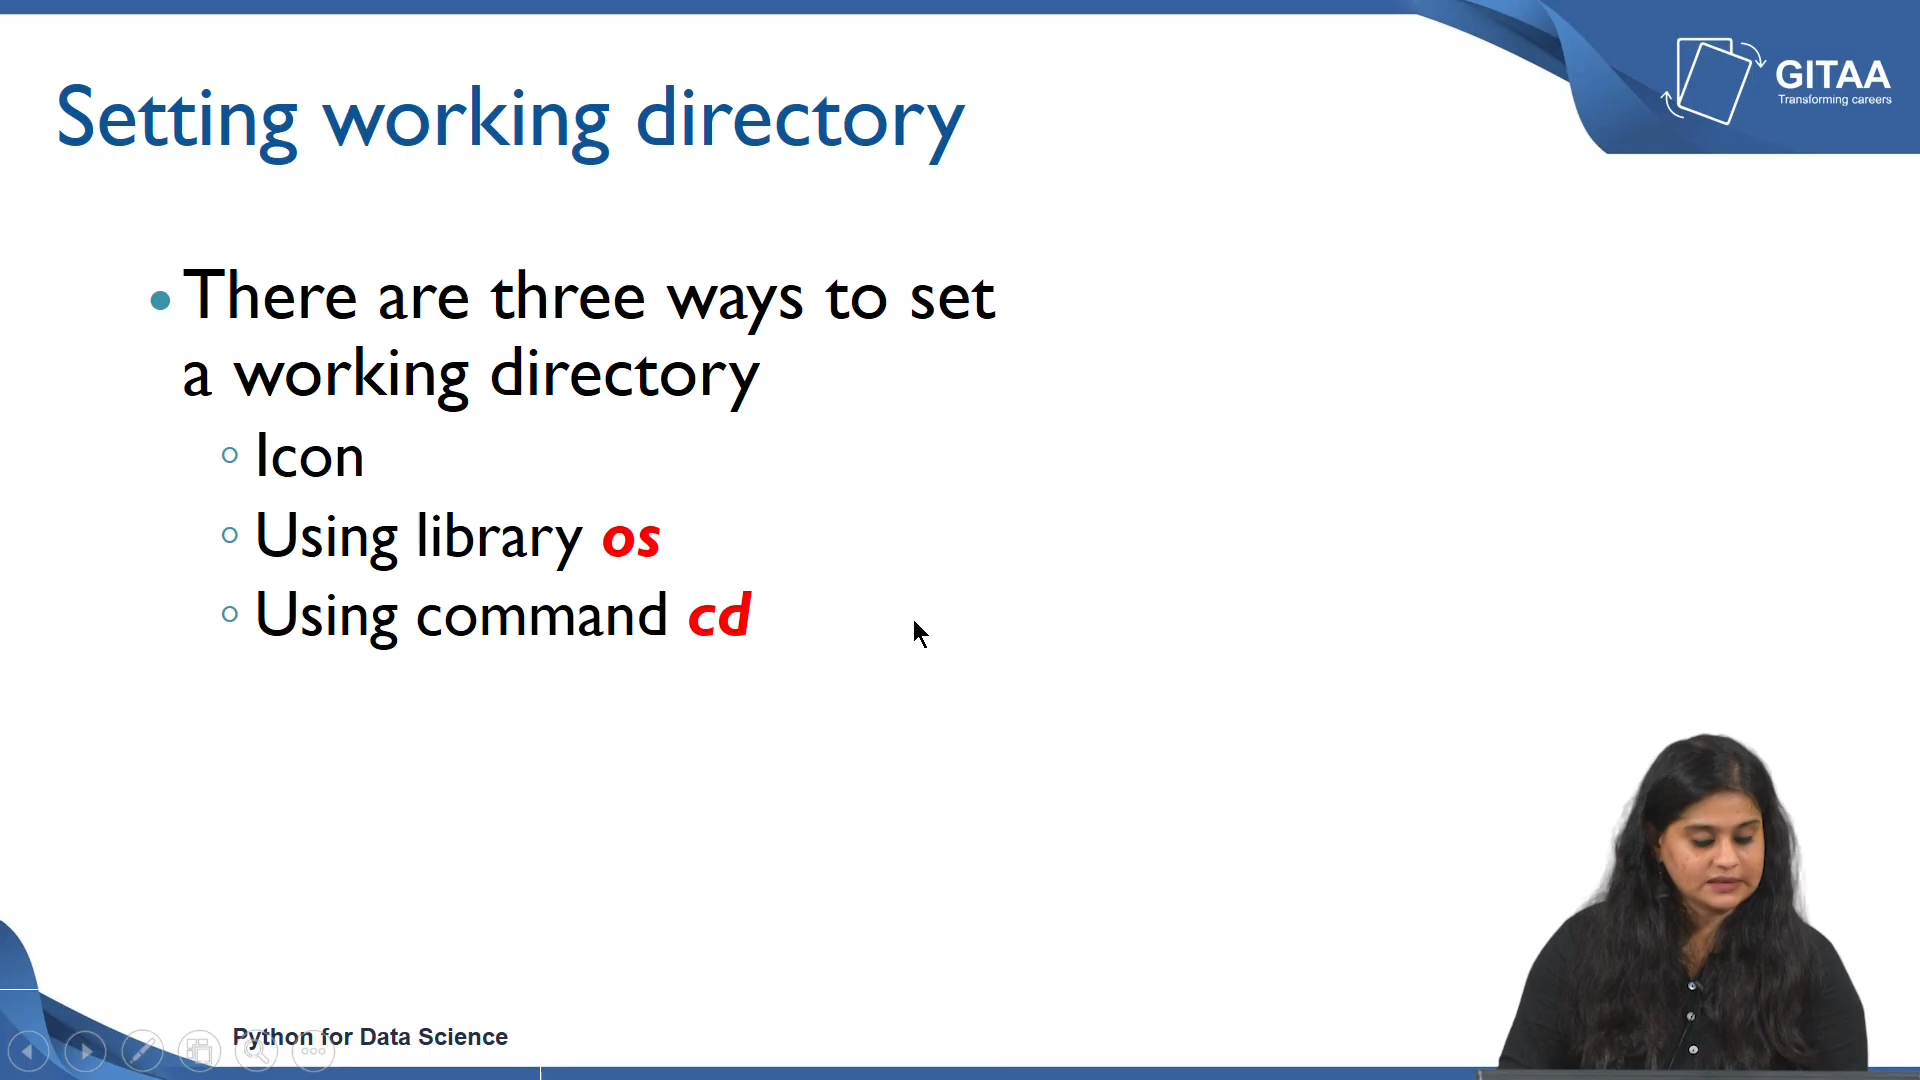 GITAA
Transforming careers
Setting working directory
There are three ways to set
a working directory
Icon
Using library os
Using command cd
Python for Data Science